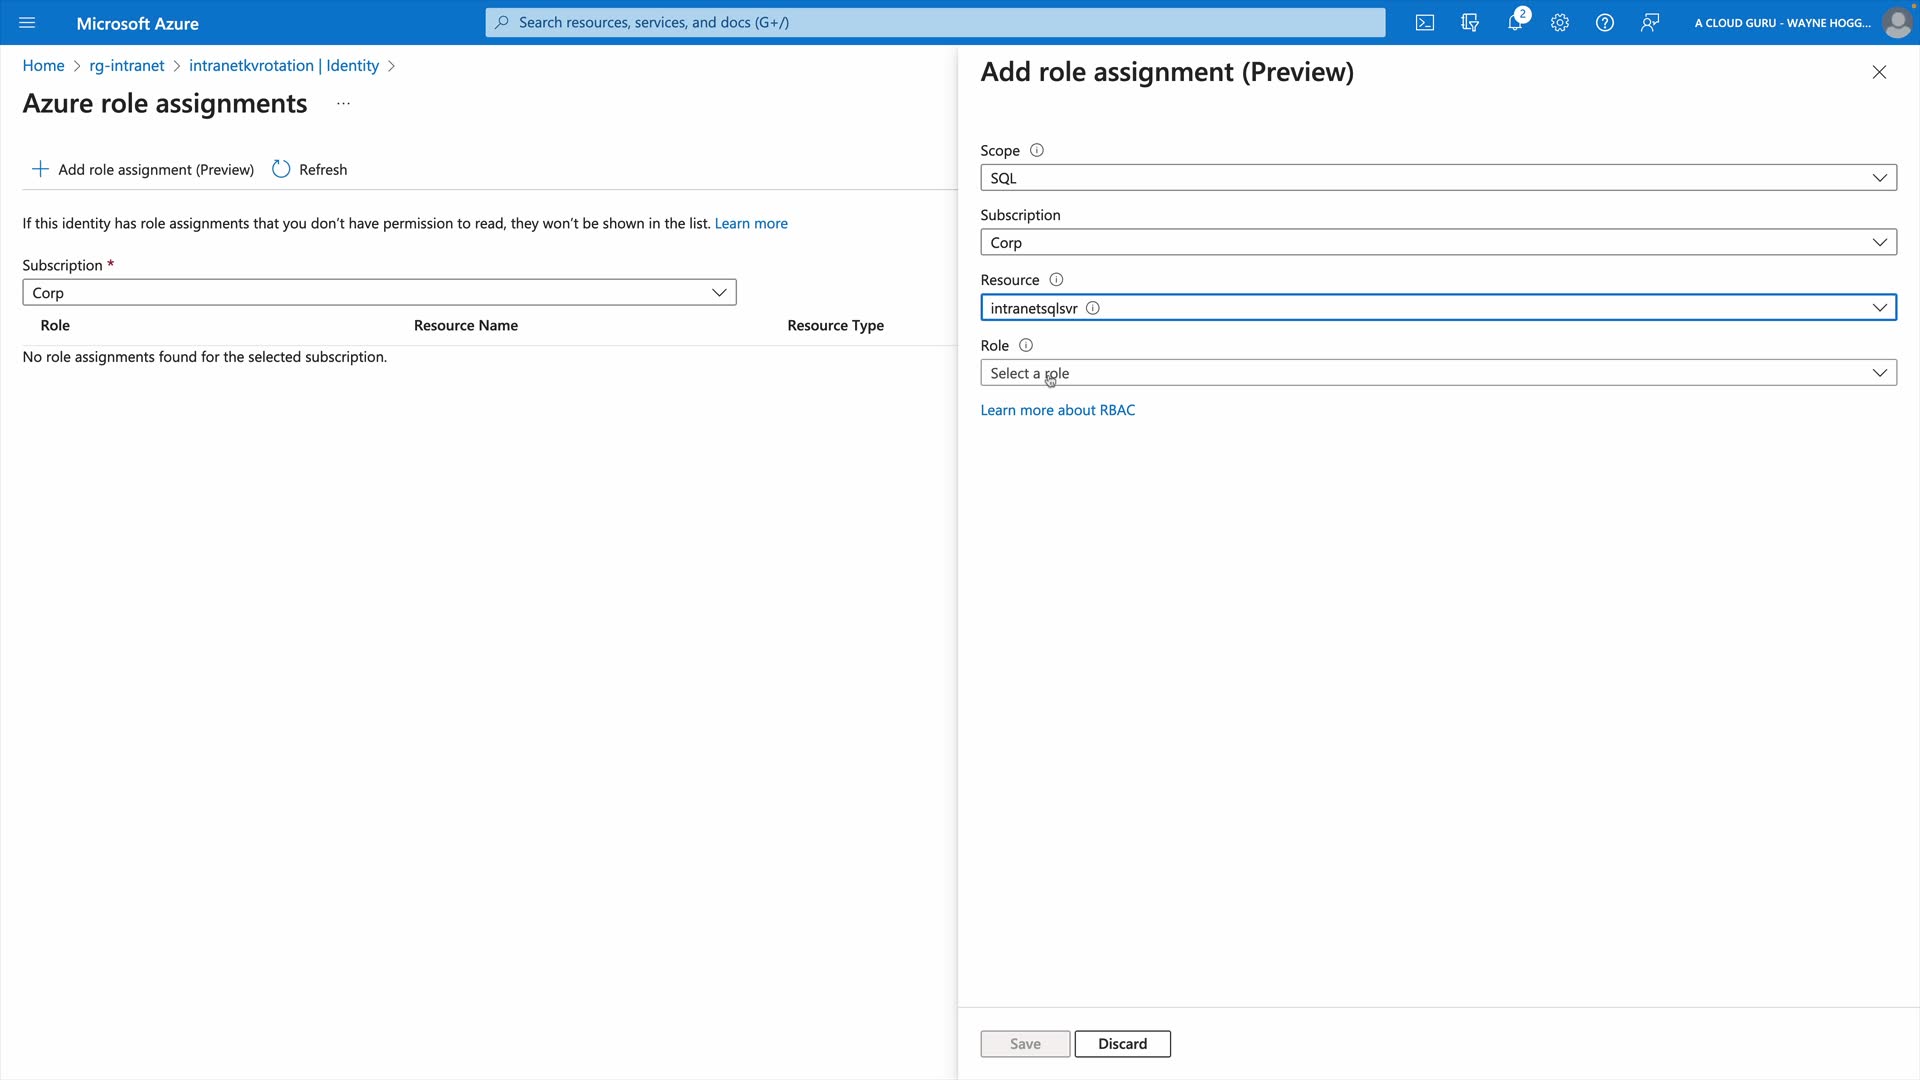 Microsoft Azure
Search resources, services, and docs (G+/)
2
A CLOUD GURU - WAYNE HOGG...
Home > rg-intranet > intranetkvrotation | Identity >
Azure role assignments ...
Add role assignment (Preview)
Refresh
If this identity has role assignments that you don't have permission to read, they won't be shown in the list. Learn more
Subscription *
Corp
Role Resource Name Resource Type
No role assignments found for the selected subscription.
Add role assignment (Preview)
Scope
SQL
Subscription
Corp
Resource
intranetsqlsvr
Role
Select a role
Learn more about RBAC
Save Discard